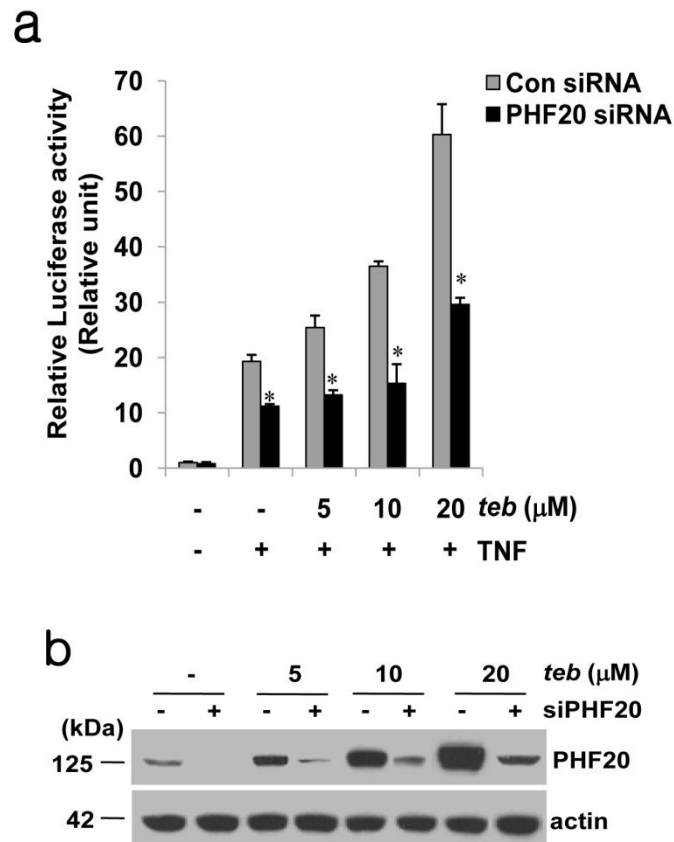 a
Relative Luciferase activity
(Relative unit)
70
60
50
40
30
20
10
0
Con siRNA
PHF20 siRNA
*
*
*
*
- - 5 10 20 teb (μM)
- + + + + TNF
b
- 5 10 20 teb (μM)
(kDa) - + - + - + - + siPHF20
125 PHF20
42 actin